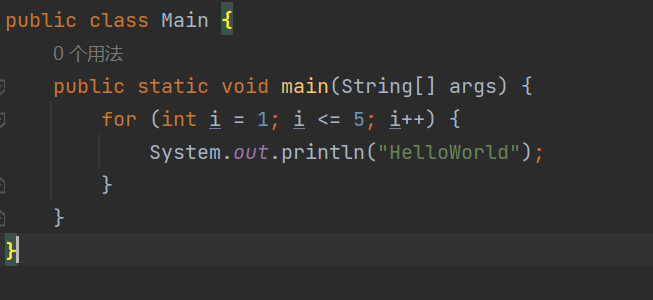 public class Main {
0 个用法
public static void main(String[] args) {
for (int i = 1; i <= 5; i++) {
System.out.println("HelloWorld");
}
}
}